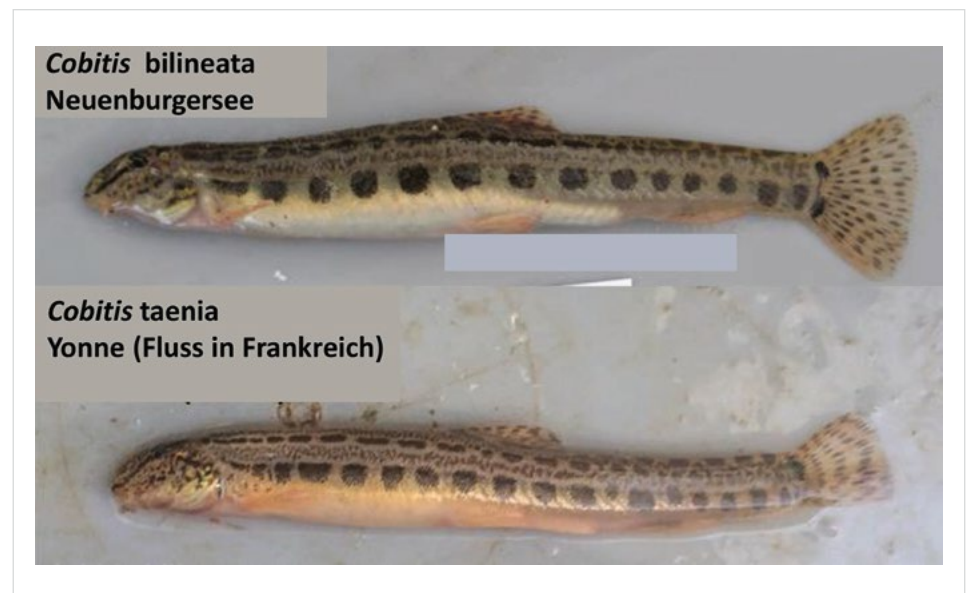 Cobitis bilineata
Neuenburgersee
Cobitis taenia
Yonne (Fluss in Frankreich)